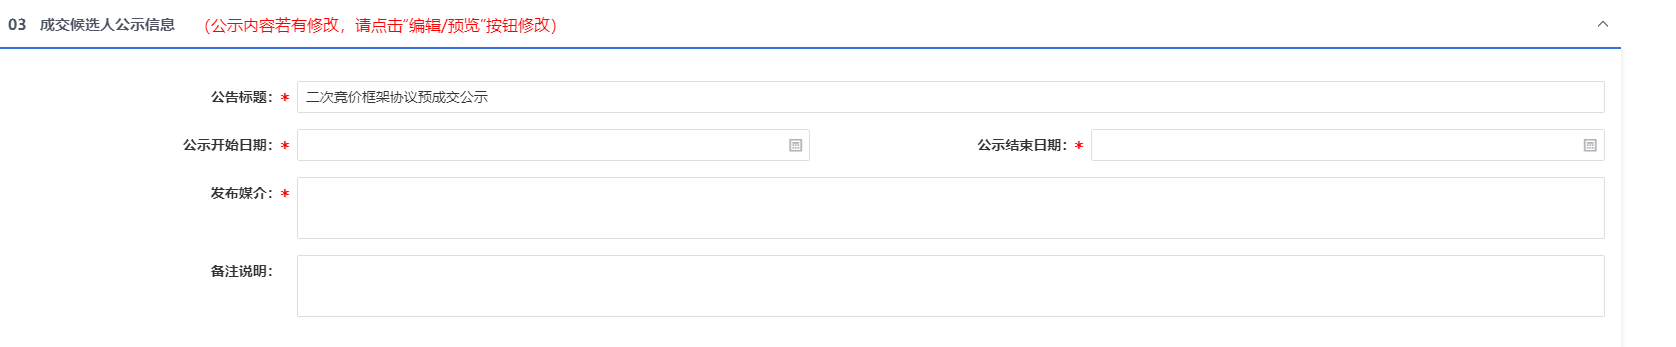 03 成交候选人公示信息 （公示内容若有修改，请点击“编辑/预览”按钮修改）
公告标题：* 二次竞价框架协议预成交公示
公示开始日期：* 公示结束日期：*
发布媒介：*
备注说明：